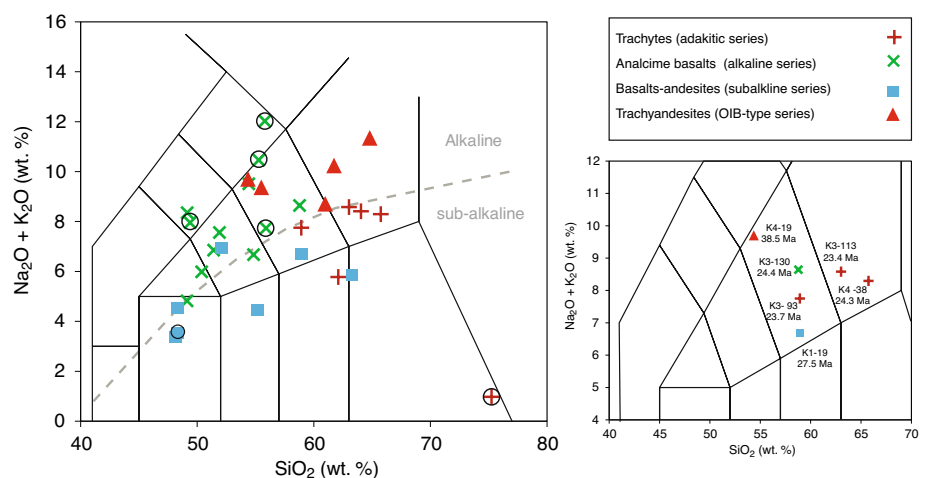 16
14
12
10
8
6
4
2
0
Na₂O + K₂O (wt. %)
40
50
60
70
80
SiO₂ (wt. %)
Alkaline
sub-alkaline
Trachytes (adakitic series)
Analcime basalts (alkaline series)
Basalts-andesites (subalkline series)
Trachyandesites (OIB-type series)
12
11
10
9
8
7
6
5
4
Na₂O + K₂O (wt. %)
K4-19
38.5 Ma
K3-130
24.4 Ma
K3-113
23.4 Ma
K4 -38
24.3 Ma
K3- 93
23.7 Ma
K1-19
27.5 Ma
40
45
50
55
60
65
70
SiO₂ (wt. %)